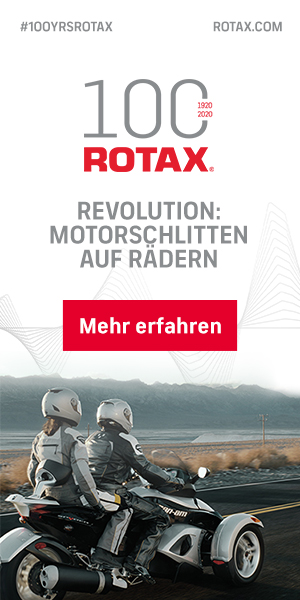 #100YRSROTAX
ROTAX.COM
100
1920
2020
ROTAX®
REVOLUTION:
MOTORSCHLITTEN
AUF RÄDERN
Mehr erfahren
can-am